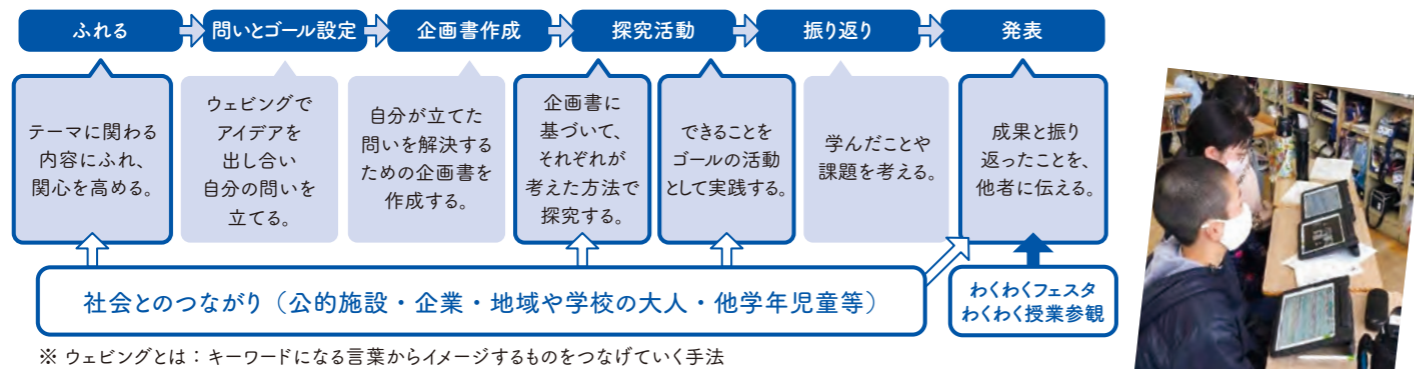 ふれる
問いとゴール設定
企画書作成
探究活動
振り返り
発表
テーマに関わる
内容にふれ、
関心を高める。
ウェビングで
アイデアを
出し合い
自分の問いを
立てる。
自分が立てた
問いを解決する
ための企画書を
作成する。
企画書に
基づいて、
それぞれが
考えた方法で
探究する。
できることを
ゴールの活動
として実践する。
学んだことや
課題を考える。
成果と振り
返ったことを、
他者に伝える。
社会とのつながり（公的施設・企業・地域や学校の大人・他学年児童等）
わくわくフェスタ
わくわく授業参観
※ ウェビングとは：キーワードになる言葉からイメージするものをつなげていく手法